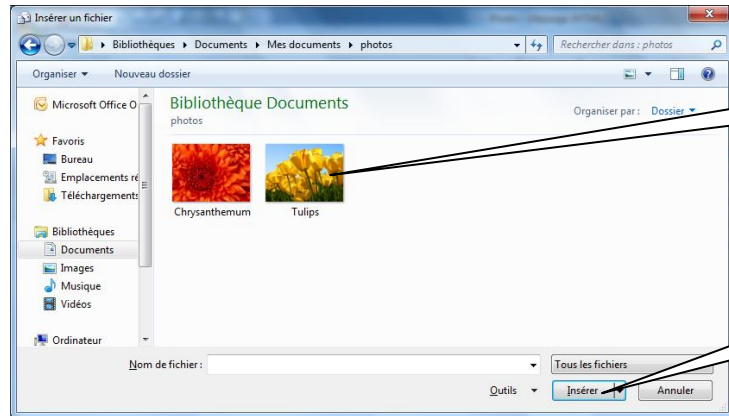 Insérer un fichier
Bibliothèques Documents Mes documents photos
Rechercher dans : photos
Organiser Nouveau dossier
Microsoft Office O
Favoris
Bureau
Emplacements ré
Téléchargements
Bibliothèques
Documents
Images
Musique
Vidéos
Ordinateur
Bibliothèque Documents
photos
Organiser par : Dossier
Chrysanthemum
Tulips
Nom de fichier :
Tous les fichiers
Outils
Insérer
Annuler